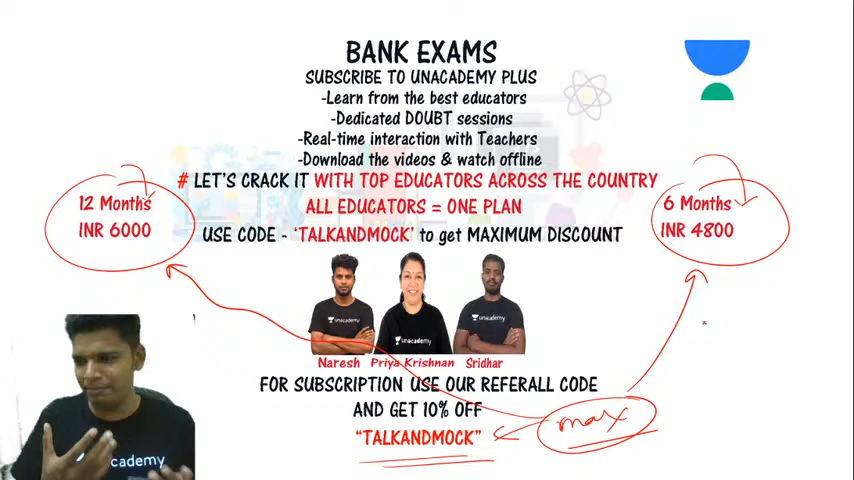 BANK EXAMS
SUBSCRIBE TO UNACADEMY PLUS
-Learn from the best educators
-Dedicated DOUBT sessions
-Real-time interaction with Teachers
-Download the videos & watch offline
# LET'S CRACK IT WITH TOP EDUCATORS ACROSS THE COUNTRY
ALL EDUCATORS = ONE PLAN
USE CODE - 'TALKANDMOCK' to get MAXIMUM DISCOUNT
12 Months
INR 6000
6 Months
INR 4800
unacademy
unacademy
unacademy
Naresh Priya Krishnan Sridhar
FOR SUBSCRIPTION USE OUR REFERALL CODE
AND GET 10% OFF
"TALKANDMOCK"
max
cademy